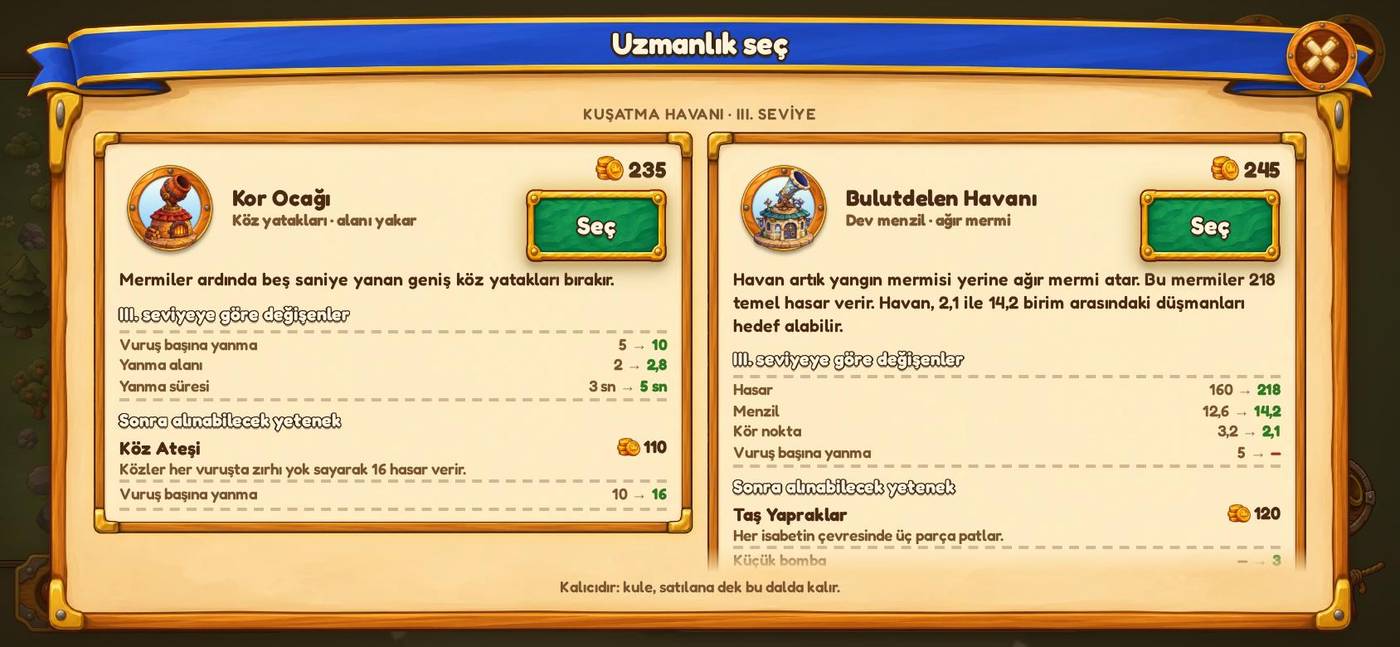 Uzmanlık seç
KUŞATMA HAVANI · III. SEVİYE
235
Kor Ocağı
Köz yatakları · alanı yakar
Seç
Mermiler ardında beş saniye yanan geniş köz yatakları bırakır.
III. seviyeye göre değişenler
Vuruş başına yanma 5 → 10
Yanma alanı 2 → 2,8
Yanma süresi 3 sn → 5 sn
Sonra alınabilecek yetenek
Köz Ateşi 110
Közler her vuruşta zırhı yok sayarak 16 hasar verir.
Vuruş başına yanma 10 → 16
245
Bulutdelen Havanı
Dev menzil · ağır mermi
Seç
Havan artık yangın mermisi yerine ağır mermi atar. Bu mermiler 218
temel hasar verir. Havan, 2,1 ile 14,2 birim arasındaki düşmanları
hedef alabilir.
III. seviyeye göre değişenler
Hasar 160 → 218
Menzil 12,6 → 14,2
Kör nokta 3,2 → 2,1
Vuruş başına yanma 5 → –
Sonra alınabilecek yetenek
Taş Yapraklar 120
Her isabetin çevresinde üç parça patlar.
Küçük bomba – → 3
Kalıcıdır: kule, satılana dek bu dalda kalır.